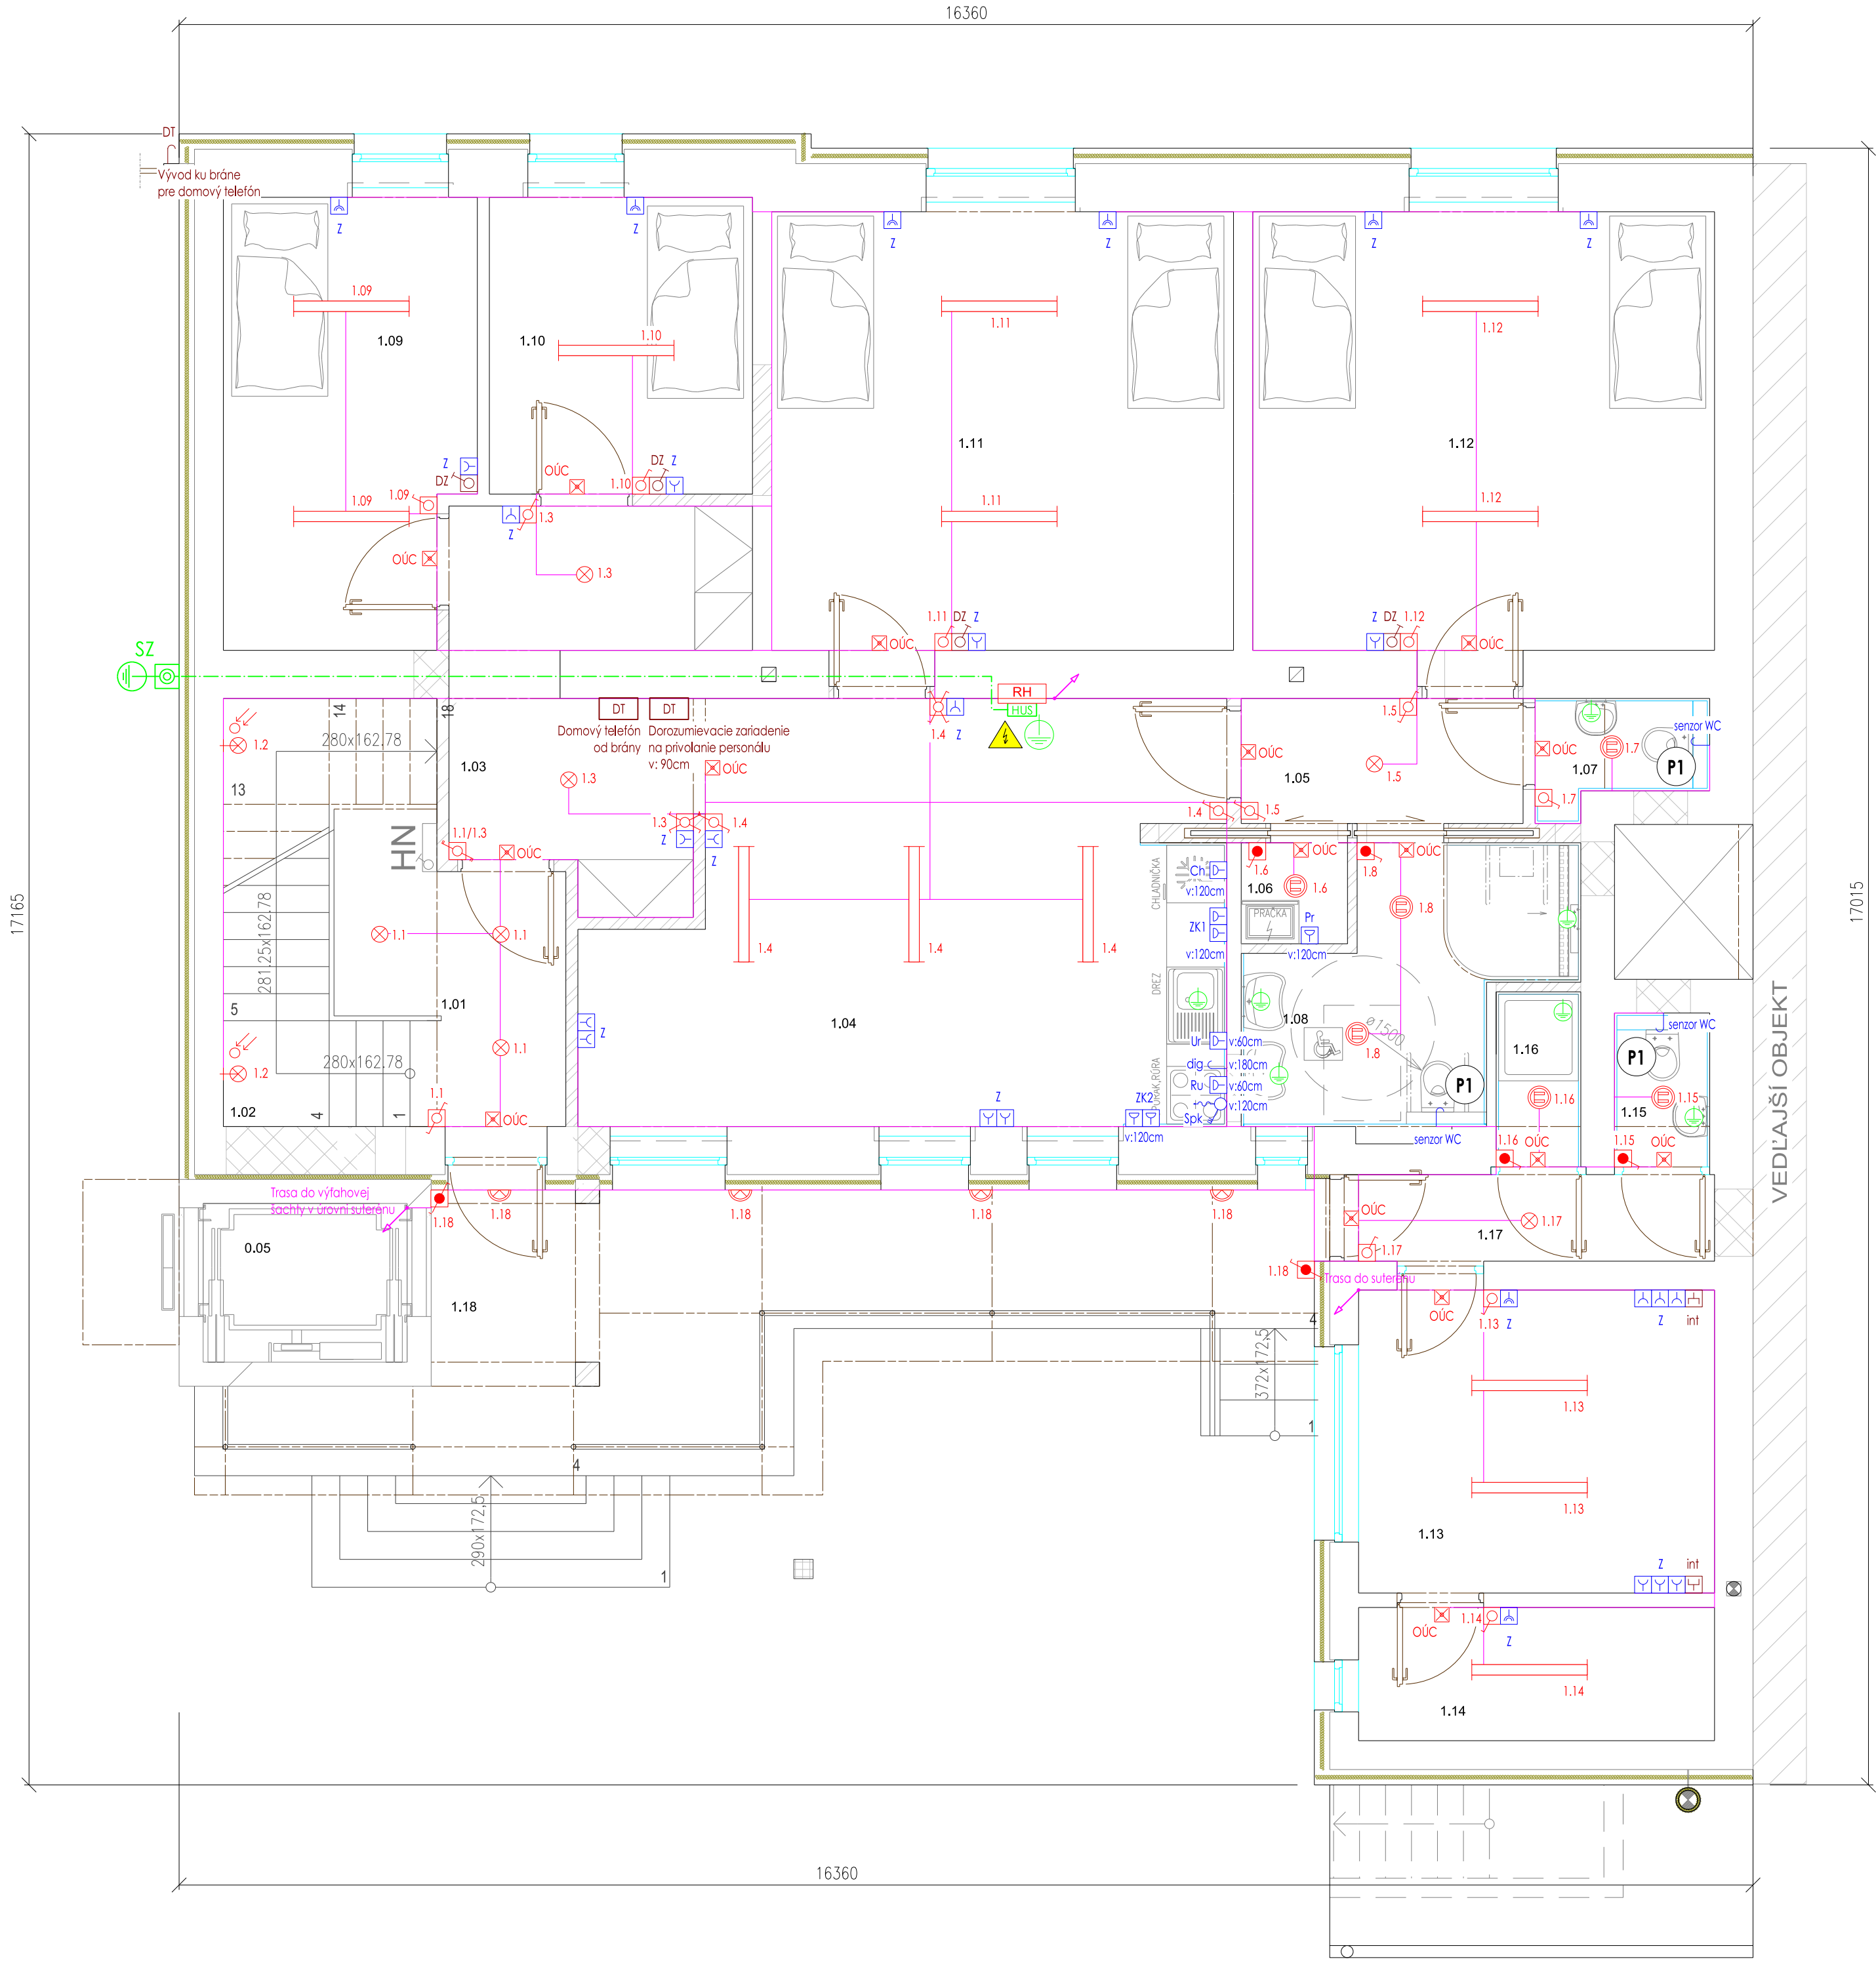 16360
DT
Vývod ku bráne
pre domový telefón
Z
Z
Z
Z
Z
Z
1.09
1.09
1.10
1.10
1.11
1.12
1.11
1.12
1.09
1.09
Z
DZ
OÚC
DZ Z
1.10
1.11
1.12
Z
1.3
OÚC
1.3
1.11 DZ Z
OÚC
Z DZ 1.12
OÚC
SZ
RH
HUS
14
18
DT
DT
Domový telefón
od brány
Dorozumievacie zariadenie
na privolanie personálu
v: 90cm
1.4 Z
1.5
senzor WC
1.2
280x162.78
1.03
1.3
OÚC
OÚC
1.05
1.5
OÚC
1.07
1.7
P1
13
1.7
HN
1.1/1.3
OÚC
1.3
1.4
Z
Z
1.4
1.5
CHLADNIČKA
Ch
v:120cm
1.6
OÚC
1.06
1.6
PRAČKA
Pr
v:120cm
1.8
OÚC
1.8
ZK1
v:120cm
17165
17015
281.25x162.78
1.1
1.1
1.4
1.4
1.4
5
1.01
1.04
DREZ
1.08
ø1500
Z
1.1
280x162.78
1.2
1.02
4
1
1.1
OÚC
Ur
v:60cm
dig
v:180cm
Ru
v:60cm
v:120cm
Spk
1.8
P1
senzor WC
Z
ZK2
v:120cm
1.16
1.16
1.16
OÚC
senzor WC
P1
1.15
1.15
1.15
OÚC
VEDĽAJŠÍ OBJEKT
Trasa do výťahovej
šachty v úrovni suterénu
0.05
1.18
1.18
1.18
1.18
1.18
1.18
1.18
OÚC
1.17
1.17
1.17
Trasa do suterénu
4
372x172,5
1
OÚC
1.13
Z
Z
int
1.13
1.13
1.13
4
290x172,5
1
Z
int
OÚC
1.14
Z
1.14
1.14
16360